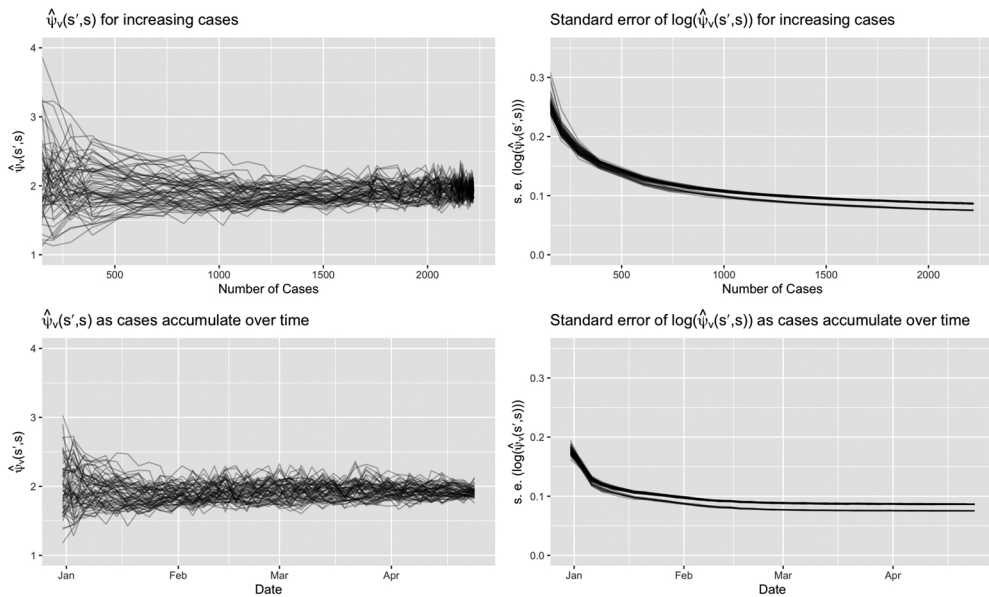 ψ̂ᵥ(s′,s) for increasing cases
4
3
2
1
ψ̂ᵥ(s′,s)
500
1000
1500
2000
Number of Cases
Standard error of log(ψ̂ᵥ(s′,s)) for increasing cases
0.3
0.2
0.1
0.0
s. e. (log(ψ̂ᵥ(s′,s)))
500
1000
1500
2000
Number of Cases
ψ̂ᵥ(s′,s) as cases accumulate over time
4
3
2
1
ψ̂ᵥ(s′,s)
Jan
Feb
Mar
Apr
Date
Standard error of log(ψ̂ᵥ(s′,s)) as cases accumulate over time
0.3
0.2
0.1
0.0
s. e. (log(ψ̂ᵥ(s′,s)))
Jan
Feb
Mar
Apr
Date